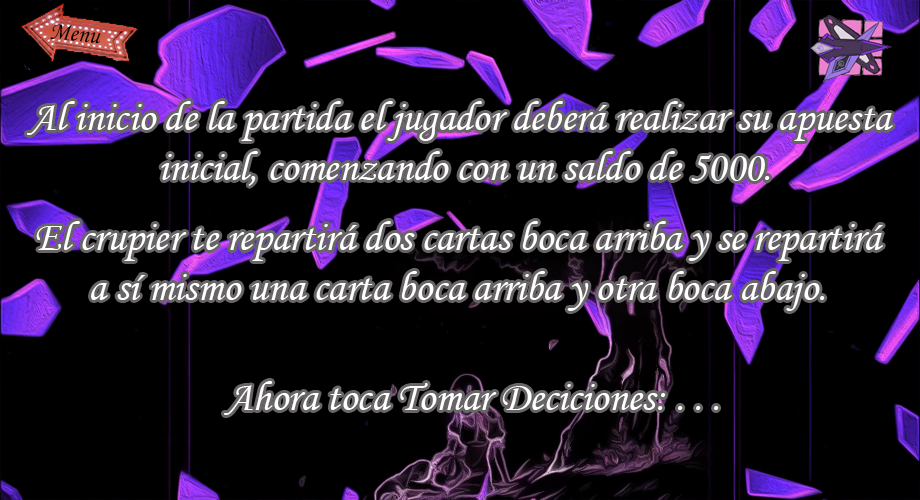 Menu
Al inicio de la partida el jugador deberá realizar su apuesta
inicial, comenzando con un saldo de 5000.
El crupier te repartirá dos cartas boca arriba y se repartirá
a sí mismo una carta boca arriba y otra boca abajo.
Ahora toca Tomar Deciciones: . . .